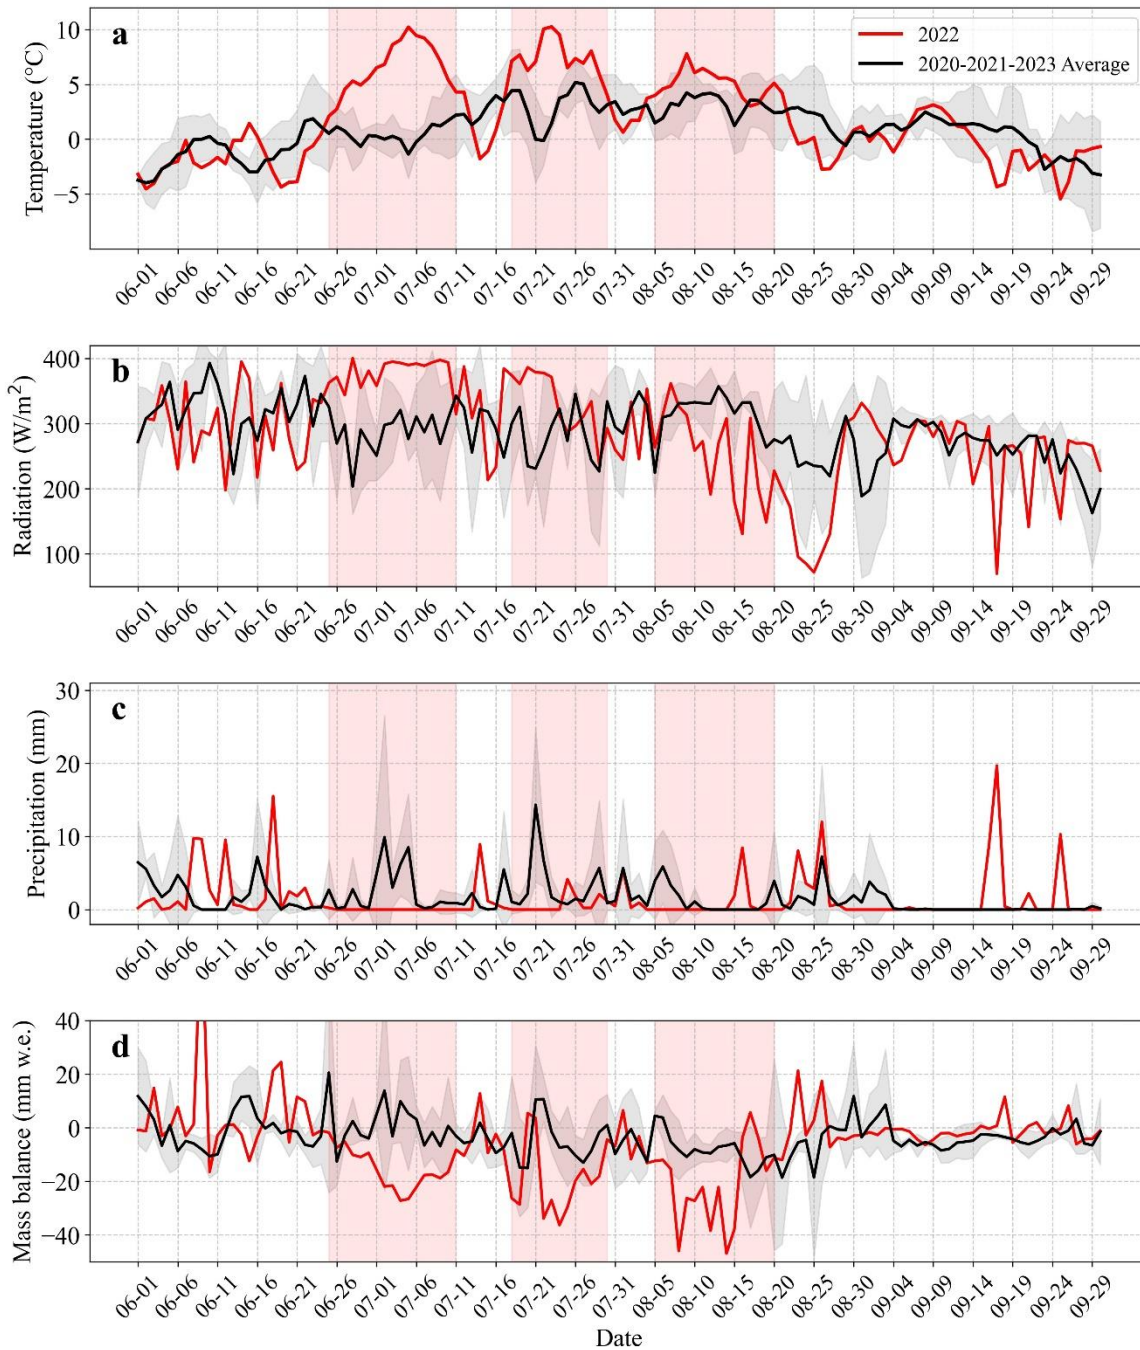 a
2022
2020-2021-2023 Average
Temperature (°C)
10
5
0
−5
06-01 06-06 06-11 06-16 06-21 06-26 07-01 07-06 07-11 07-16 07-21 07-26 07-31 08-05 08-10 08-15 08-20 08-25 08-30 09-04 09-09 09-14 09-19 09-24 09-29
b
Radiation (W/m²)
400
300
200
100
06-01 06-06 06-11 06-16 06-21 06-26 07-01 07-06 07-11 07-16 07-21 07-26 07-31 08-05 08-10 08-15 08-20 08-25 08-30 09-04 09-09 09-14 09-19 09-24 09-29
c
Precipitation (mm)
30
20
10
0
06-01 06-06 06-11 06-16 06-21 06-26 07-01 07-06 07-11 07-16 07-21 07-26 07-31 08-05 08-10 08-15 08-20 08-25 08-30 09-04 09-09 09-14 09-19 09-24 09-29
d
Mass balance (mm w.e.)
40
20
0
−20
−40
06-01 06-06 06-11 06-16 06-21 06-26 07-01 07-06 07-11 07-16 07-21 07-26 07-31 08-05 08-10 08-15 08-20 08-25 08-30 09-04 09-09 09-14 09-19 09-24 09-29
Date